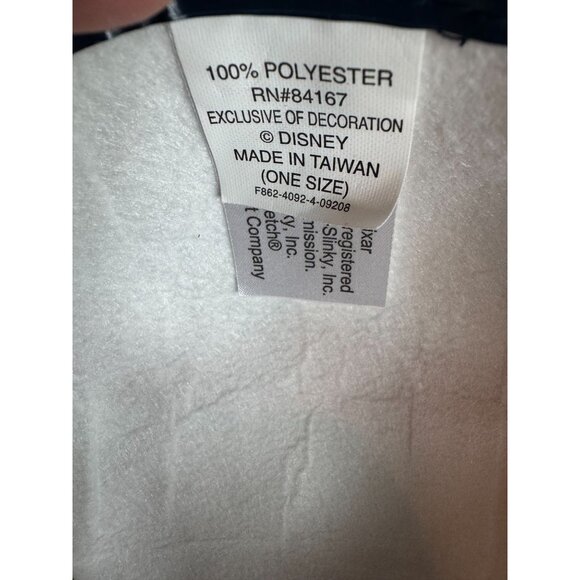 100% POLYESTER
RN#84167
EXCLUSIVE OF DECORATION
© DISNEY
MADE IN TAIWAN
(ONE SIZE)
F862-4092-4-09208
ixar
registered
Slinky, Inc.
mission.
ky, Inc.
etch®
t Company